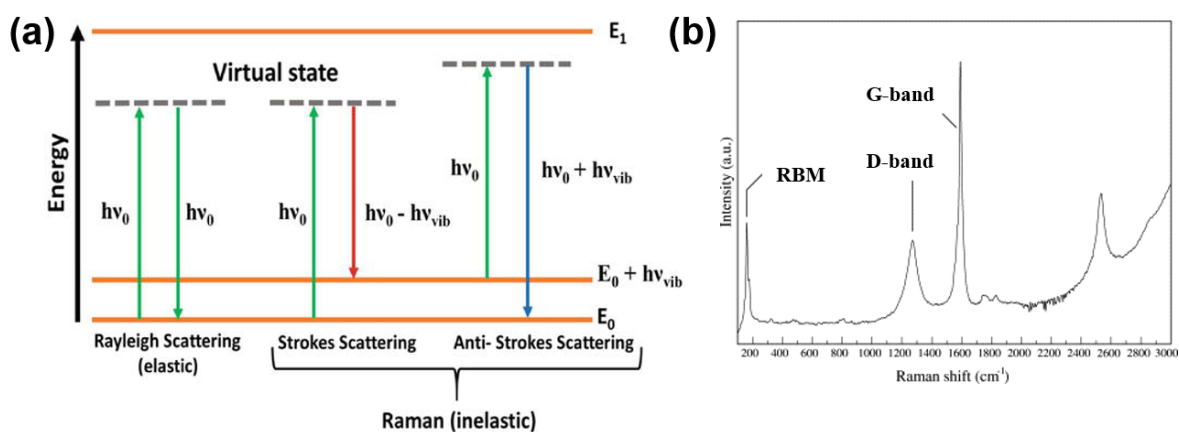 (a)
E₁
Virtual state
Energy
hν₀
hν₀
hν₀
hν₀ - hνvib
hν₀
hν₀ + hνvib
E₀ + hνvib
E₀
Rayleigh Scattering
(elastic)
Strokes Scattering
Anti- Strokes Scattering
Raman (inelastic)
(b)
G-band
D-band
RBM
Intensity (a.u.)
200 400 600 800 1000 1200 1400 1600 1800 2000 2200 2400 2600 2800 3000
Raman shift (cm⁻¹)